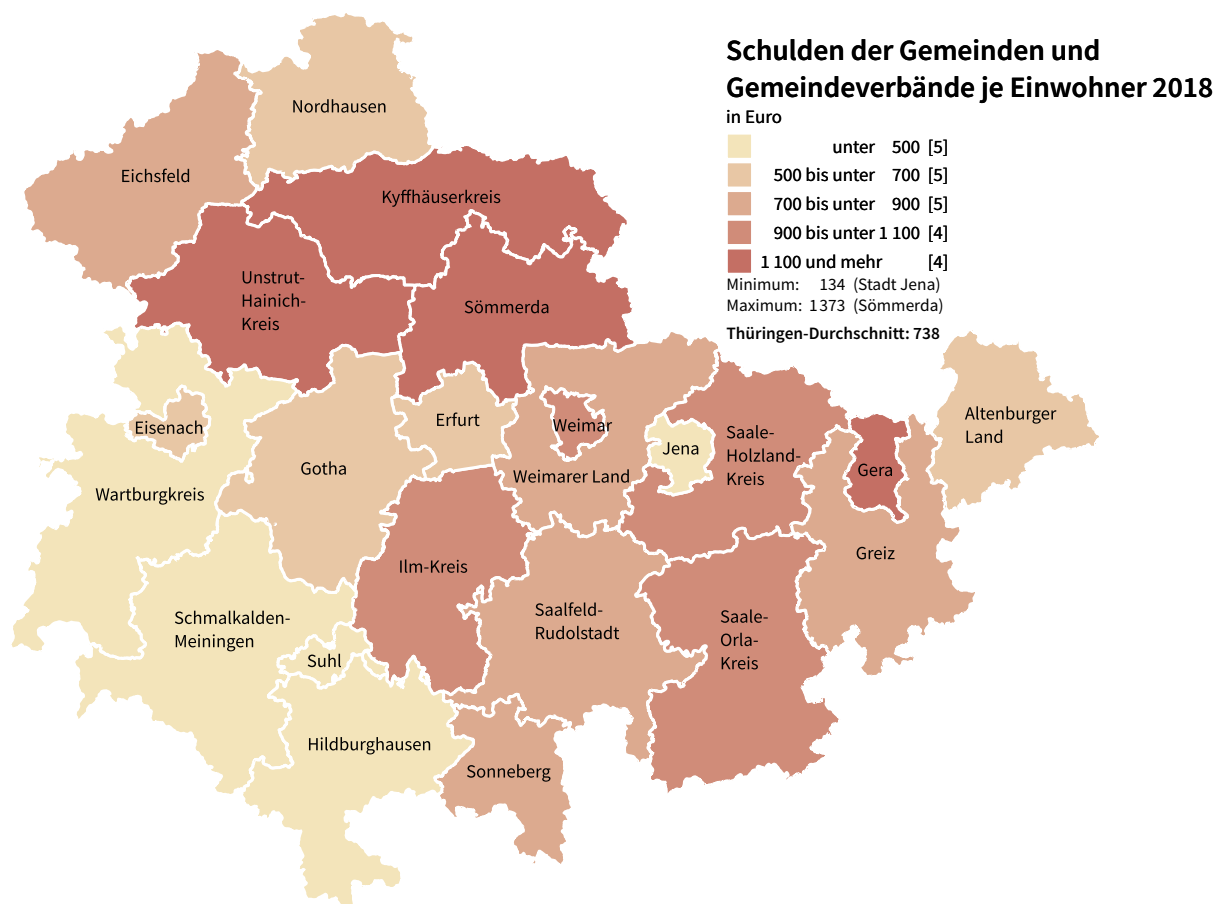 Schulden der Gemeinden und
Gemeindeverbände je Einwohner 2018
in Euro
unter 500 [5]
500 bis unter 700 [5]
700 bis unter 900 [5]
900 bis unter 1 100 [4]
1 100 und mehr [4]
Minimum: 134 (Stadt Jena)
Maximum: 1373 (Sömmerda)
Thüringen-Durchschnitt: 738
Nordhausen
Eichsfeld
Kyffhäuserkreis
Unstrut-
Hainich-
Kreis
Sömmerda
Eisenach
Erfurt
Weimar
Jena
Saale-
Holzland-
Kreis
Gera
Altenburger
Land
Gotha
Weimarer Land
Wartburgkreis
Greiz
Ilm-Kreis
Saalfeld-
Rudolstadt
Saale-
Orla-
Kreis
Schmalkalden-
Meiningen
Suhl
Hildburghausen
Sonneberg